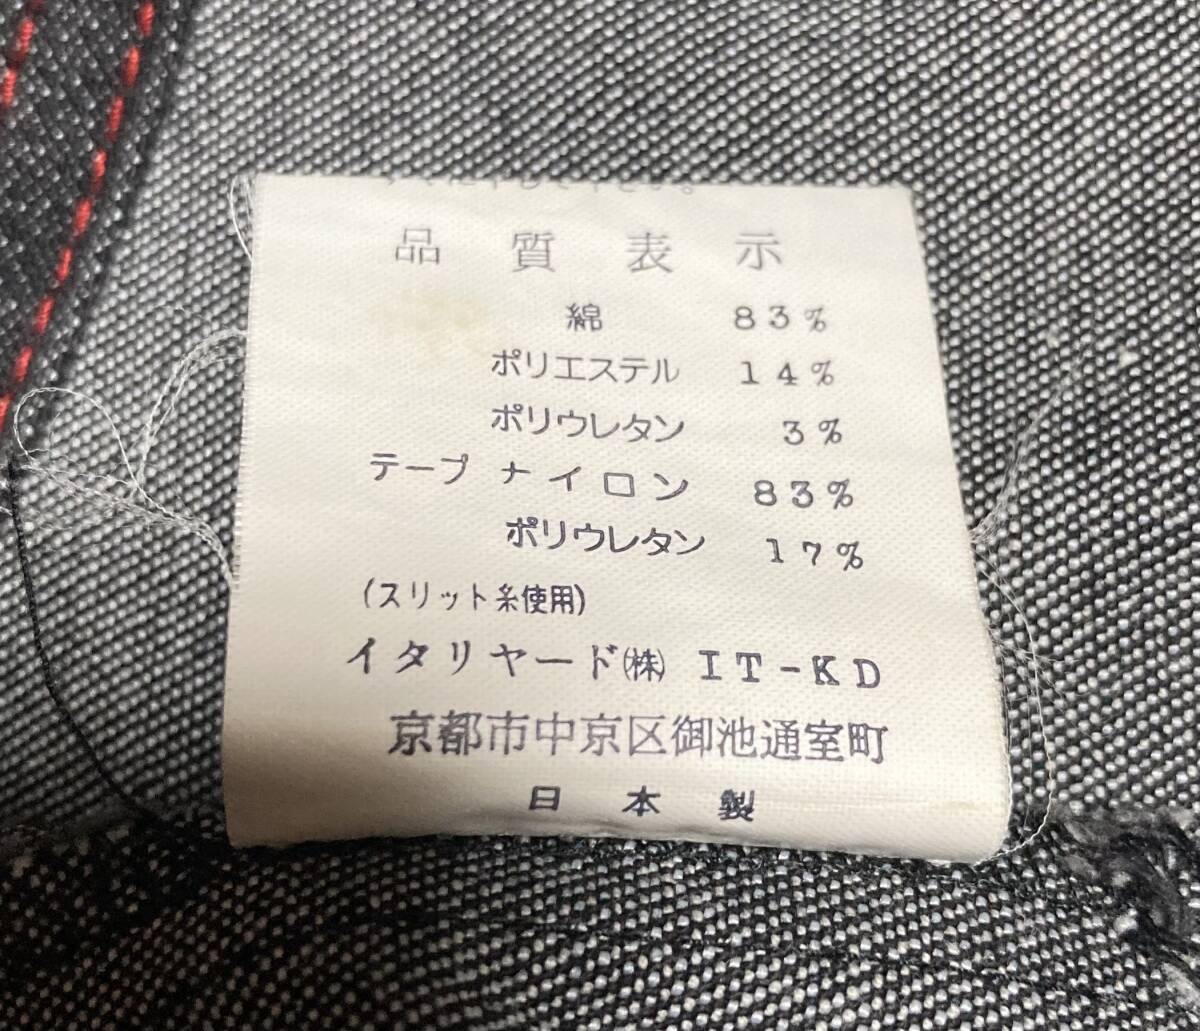 品質表示
綿 83%
ポリエステル 14%
ポリウレタン 3%
テープ ナイロン 83%
ポリウレタン 17%
(スリット糸使用)
イタリヤード㈱ IT-KD
京都市中京区御池通室町
日本製